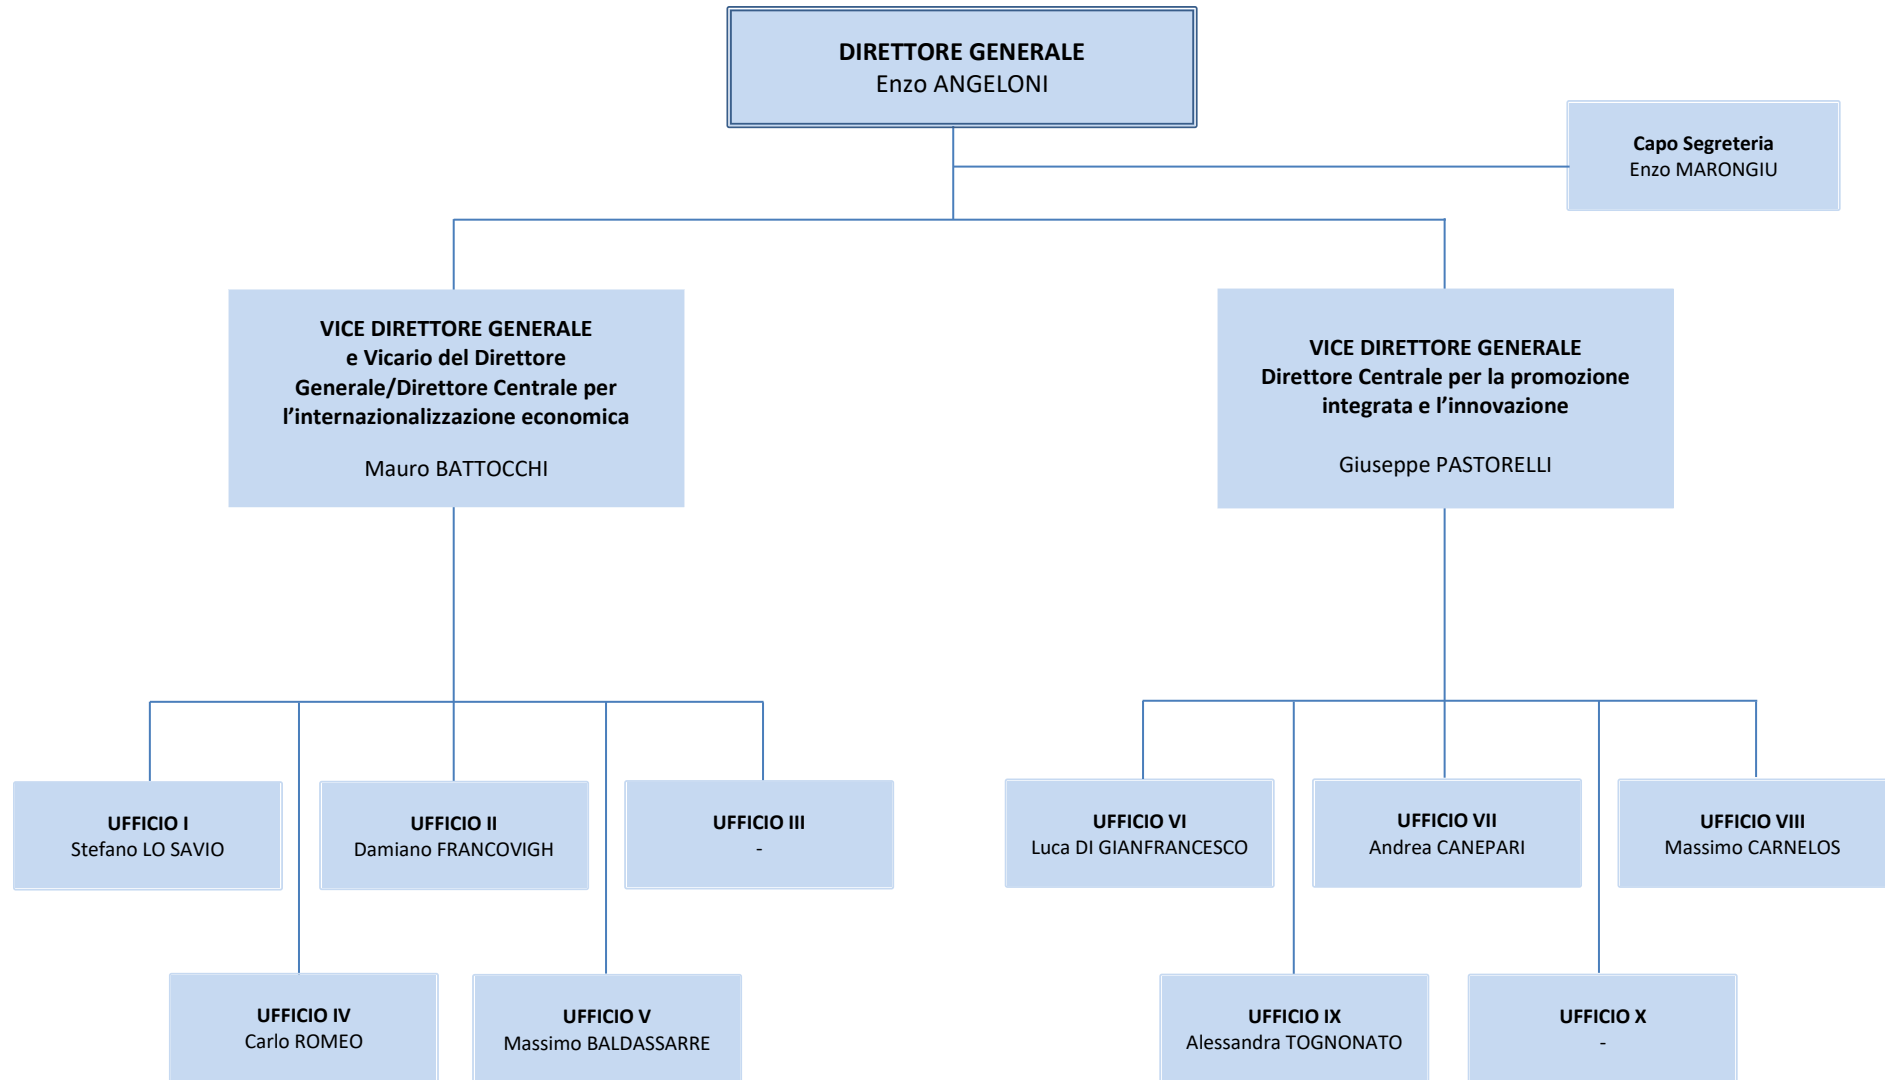 DIRETTORE GENERALE
Enzo ANGELONI
Capo Segreteria
Enzo MARONGIU
VICE DIRETTORE GENERALE
e Vicario del Direttore
Generale/Direttore Centrale per
l’internazionalizzazione economica
Mauro BATTOCCHI
VICE DIRETTORE GENERALE
Direttore Centrale per la promozione
integrata e l’innovazione
Giuseppe PASTORELLI
UFFICIO I
Stefano LO SAVIO
UFFICIO II
Damiano FRANCOVIGH
UFFICIO III
-
UFFICIO VI
Luca DI GIANFRANCESCO
UFFICIO VII
Andrea CANEPARI
UFFICIO VIII
Massimo CARNELOS
UFFICIO IV
Carlo ROMEO
UFFICIO V
Massimo BALDASSARRE
UFFICIO IX
Alessandra TOGNONATO
UFFICIO X
-